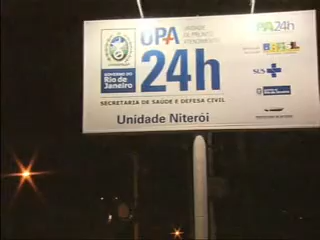 UPA UNIDADE DE PRONTO ATENDIMENTO
24h
GOVERNO DO
Rio de Janeiro
SECRETARIA DE SAÚDE E DEFESA CIVIL
Unidade Niterói
24h
SUS